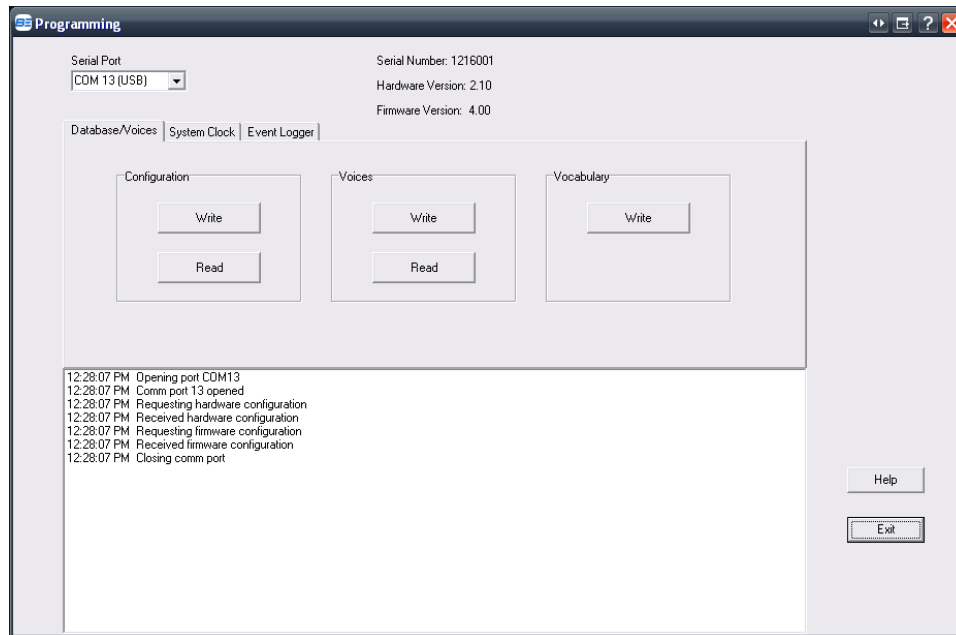 Programming
Serial Port
COM 13 (USB)
Serial Number: 1216001
Hardware Version: 2.10
Firmware Version: 4.00
Database/Voices
System Clock
Event Logger
Configuration
Write
Read
Voices
Write
Read
Vocabulary
Write
12:28:07 PM Opening port COM13
12:28:07 PM Comm port 13 opened
12:28:07 PM Requesting hardware configuration
12:28:07 PM Received hardware configuration
12:28:07 PM Requesting firmware configuration
12:28:07 PM Received firmware configuration
12:28:07 PM Closing comm port
Help
Exit